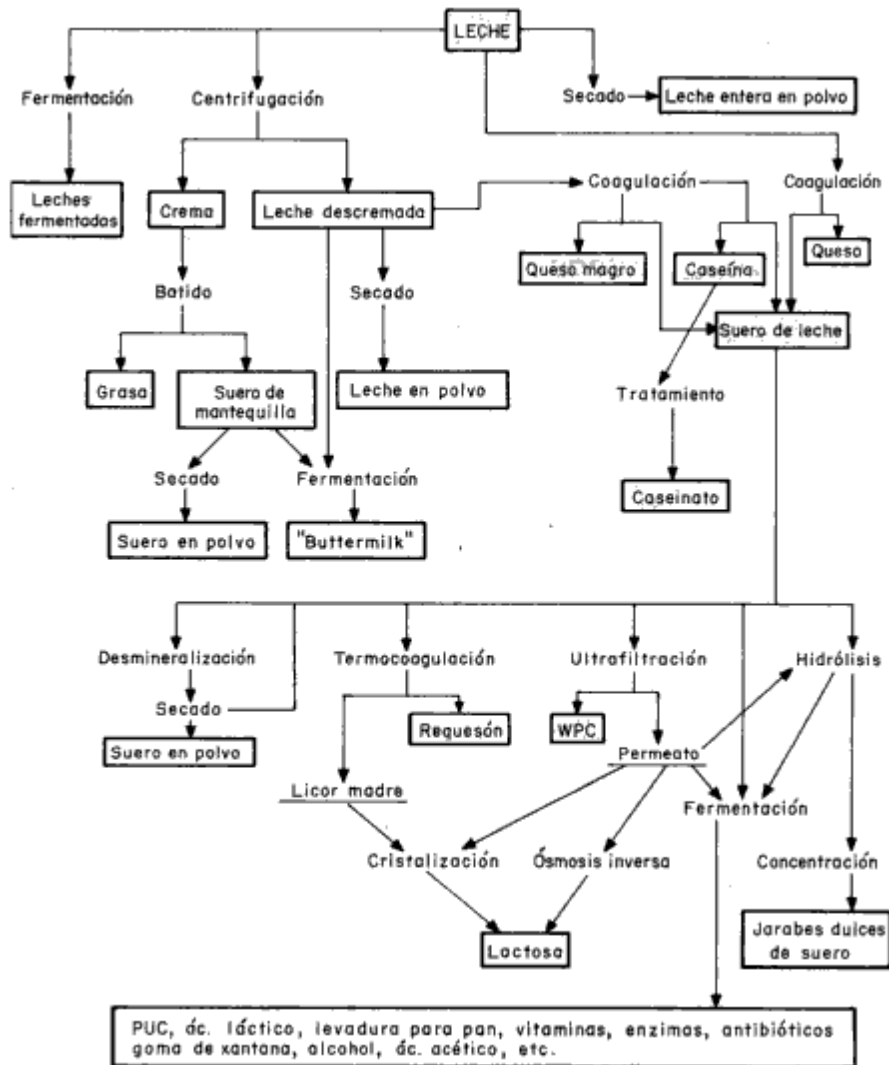 LECHE
Fermentación
Centrifugación
Secado
Leche entera en polvo
Leches
fermentadas
Crema
Leche descremada
Coagulación
Coagulación
Queso magro
Caseína
Queso
Batido
Secado
Suero de leche
Grasa
Suero de
mantequilla
Leche en polvo
Tratamiento
Secado
Fermentación
Caseinato
Suero en polvo
"Buttermilk"
Desmineralización
Termocoagulación
Ultrafiltración
Hidrólisis
Secado
Requesón
WPC
Suero en polvo
Permeato
Licor madre
Fermentación
Cristalización
Ósmosis inversa
Concentración
Lactosa
Jarabes dulces
de suero
PUC, ác. láctico, levadura para pan, vitaminas, enzimas, antibióticos
goma de xantana, alcohol, ác. acético, etc.